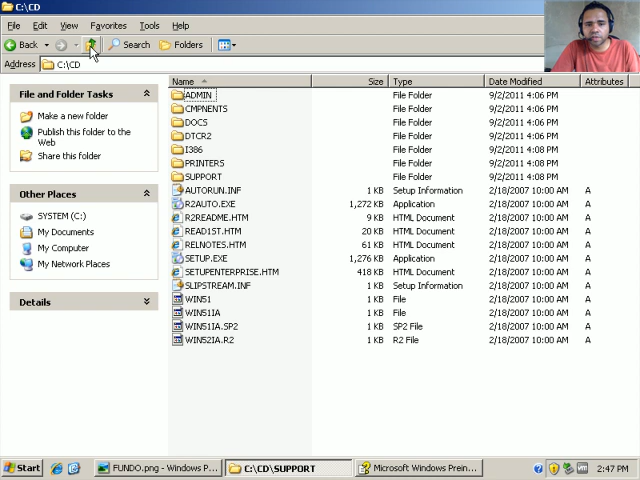 C:\CD
File Edit View Favorites Tools Help
Back Search Folders
Address C:\CD
Name Size Type Date Modified Attributes
File and Folder Tasks
Make a new folder
Publish this folder to the Web
Share this folder
Other Places
SYSTEM (C:)
My Documents
My Computer
My Network Places
Details
ADMIN File Folder 9/2/2011 4:06 PM
CMPNENTS File Folder 9/2/2011 4:06 PM
DOCS File Folder 9/2/2011 4:06 PM
DTCR2 File Folder 9/2/2011 4:06 PM
I386 File Folder 9/2/2011 4:08 PM
PRINTERS File Folder 9/2/2011 4:08 PM
SUPPORT File Folder 9/2/2011 4:08 PM
AUTORUN.INF 1 KB Setup Information 2/18/2007 10:00 AM A
R2AUTO.EXE 1,272 KB Application 2/18/2007 10:00 AM A
R2README.HTM 9 KB HTML Document 2/18/2007 10:00 AM A
READ1ST.HTM 20 KB HTML Document 2/18/2007 10:00 AM A
RELNOTES.HTM 61 KB HTML Document 2/18/2007 10:00 AM A
SETUP.EXE 1,276 KB Application 2/18/2007 10:00 AM A
SETUPENTERPRISE.HTM 418 KB HTML Document 2/18/2007 10:00 AM A
SLIPSTREAM.INF 1 KB Setup Information 2/18/2007 10:00 AM A
WIN51 1 KB File 2/18/2007 10:00 AM A
WIN51IA 1 KB File 2/18/2007 10:00 AM A
WIN51IA.SP2 1 KB SP2 File 2/18/2007 10:00 AM A
WIN52IA.R2 1 KB R2 File 2/18/2007 10:00 AM A
Start FUNDO.png - Windows P... C:\CD\SUPPORT Microsoft Windows Prein... 2:47 PM